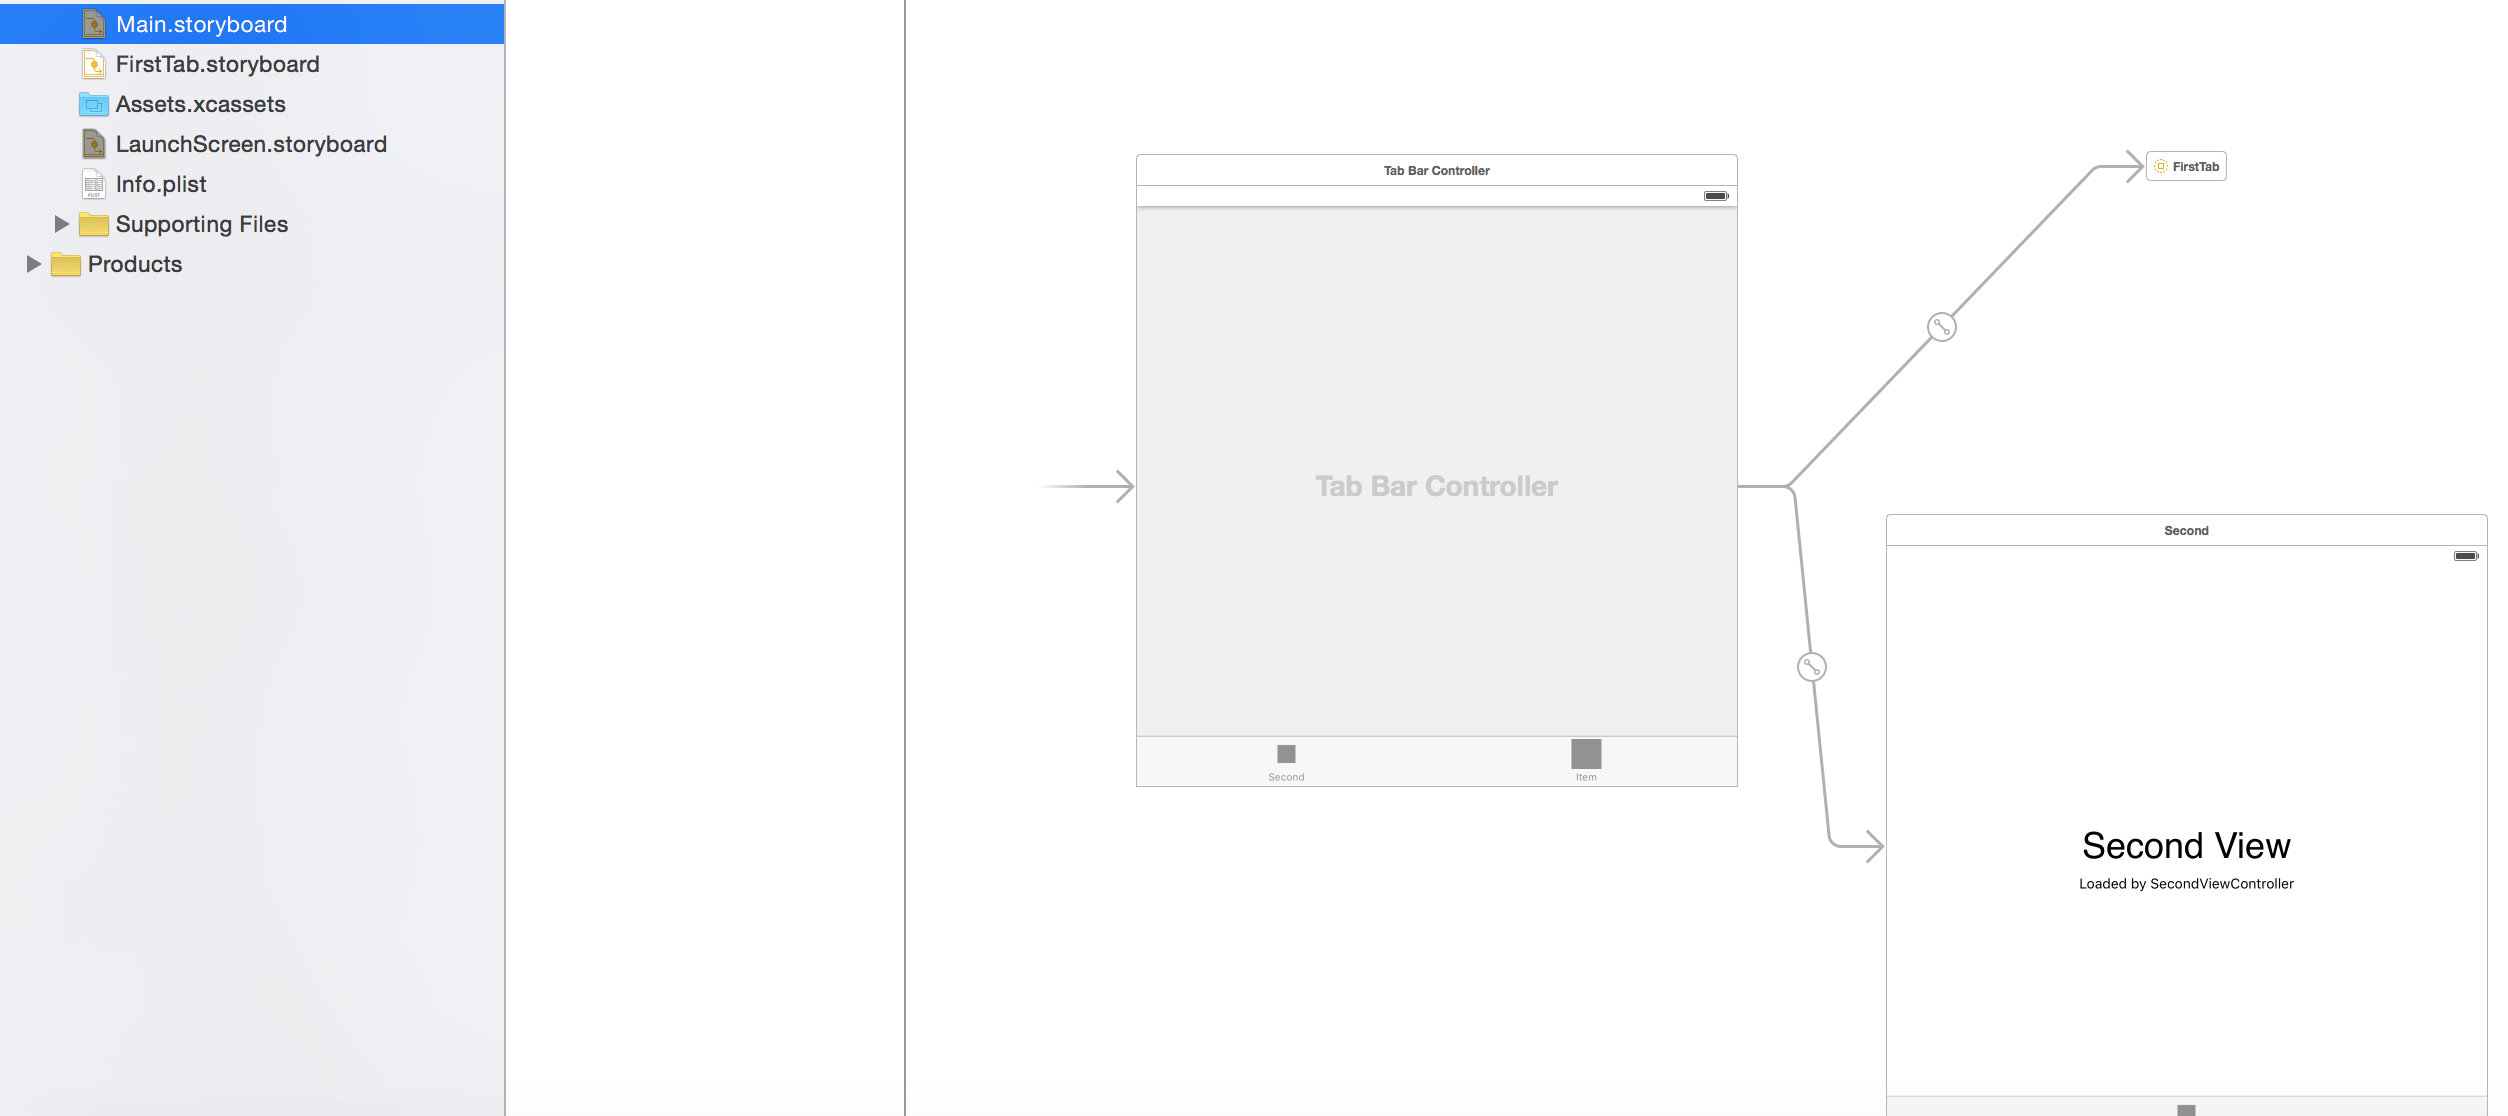 Main.storyboard
FirstTab.storyboard
Assets.xcassets
LaunchScreen.storyboard
Info.plist
Supporting Files
Products
Tab Bar Controller
Tab Bar Controller
Second
Item
FirstTab
Second
Second View
Loaded by SecondViewController